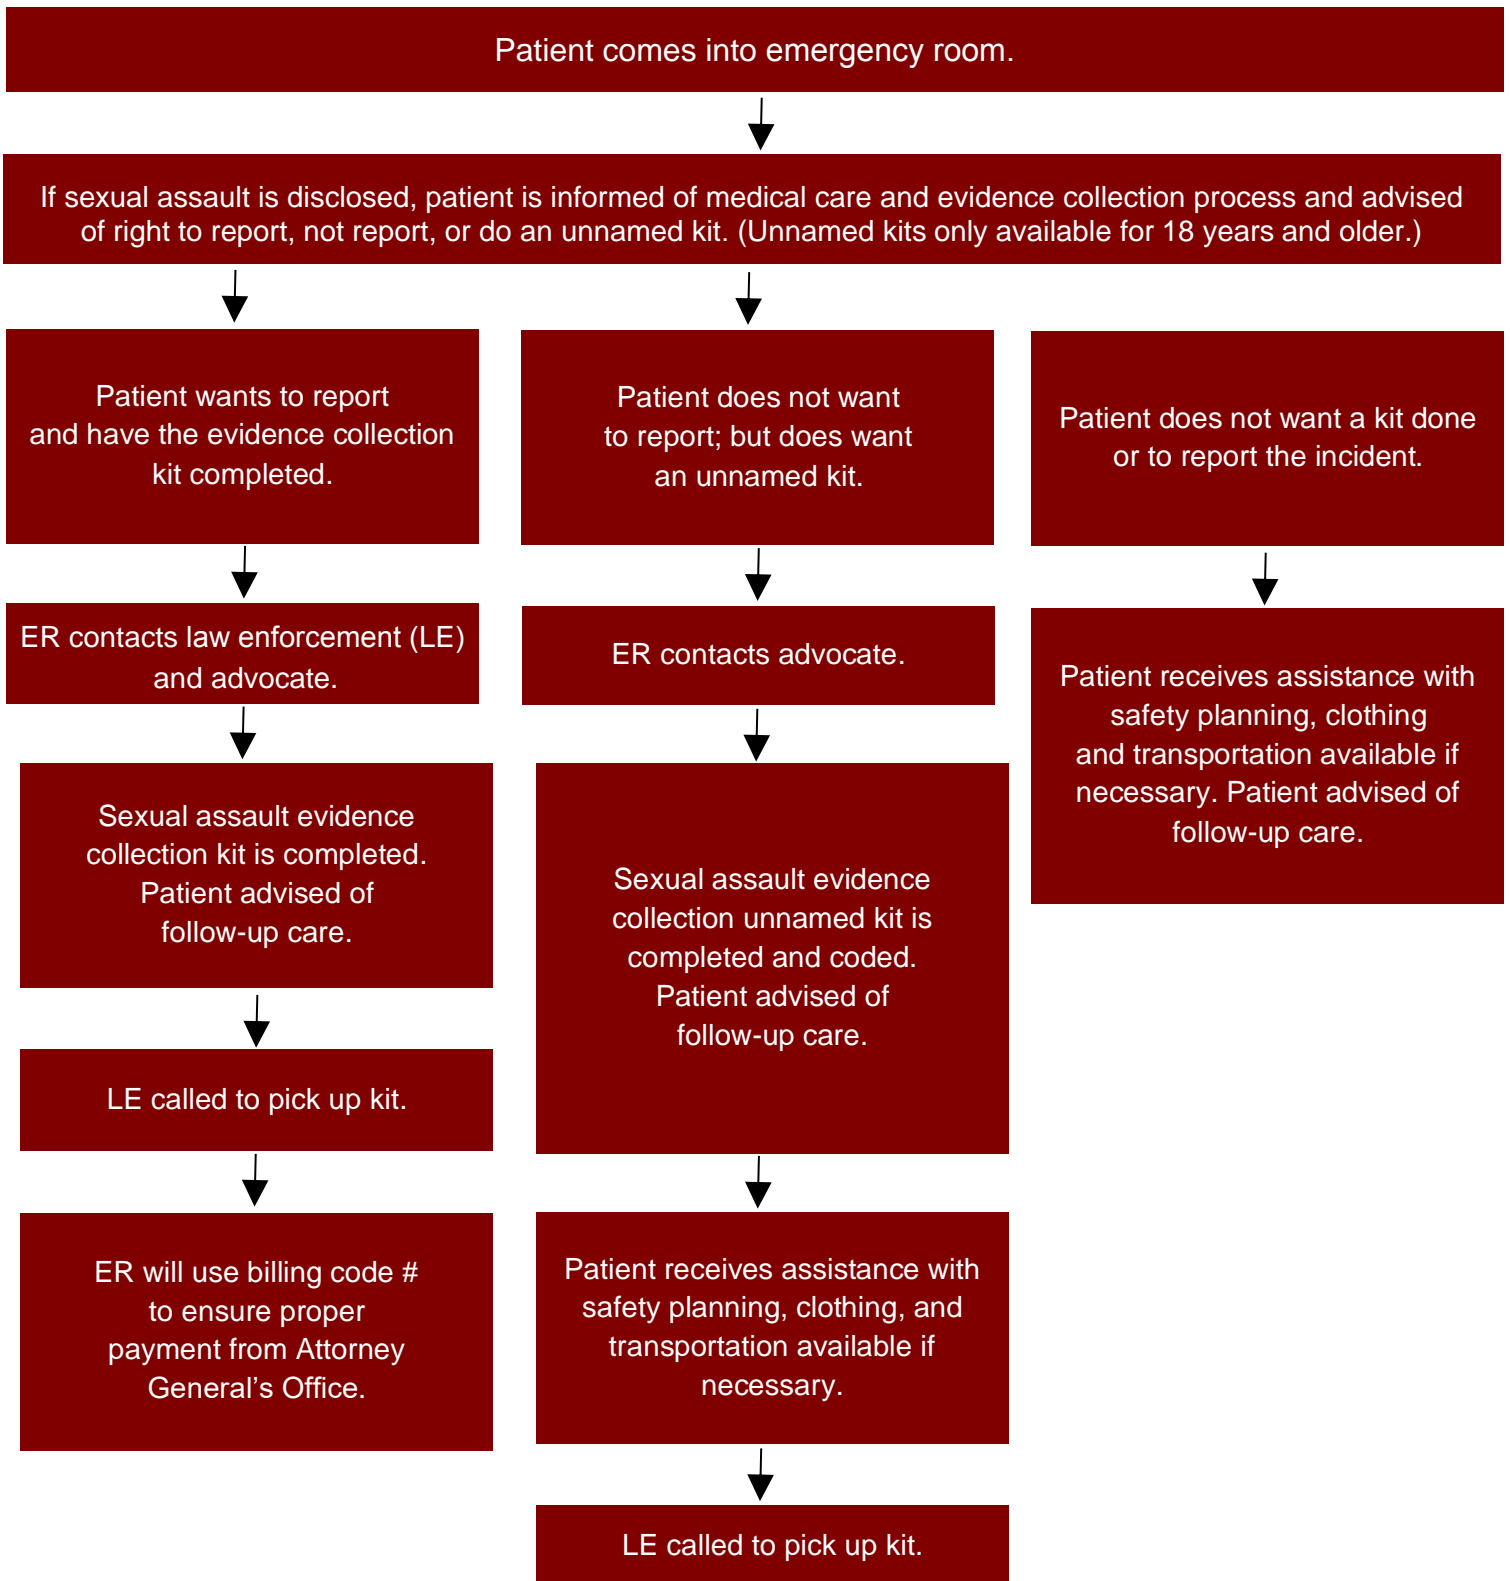 Patient comes into emergency room.
If sexual assault is disclosed, patient is informed of medical care and evidence collection process and advised
of right to report, not report, or do an unnamed kit. (Unnamed kits only available for 18 years and older.)
Patient wants to report
and have the evidence collection
kit completed.
ER contacts law enforcement (LE)
and advocate.
Sexual assault evidence
collection kit is completed.
Patient advised of
follow-up care.
LE called to pick up kit.
ER will use billing code #
to ensure proper
payment from Attorney
General’s Office.
Patient does not want
to report; but does want
an unnamed kit.
ER contacts advocate.
Sexual assault evidence
collection unnamed kit is
completed and coded.
Patient advised of
follow-up care.
Patient receives assistance with
safety planning, clothing, and
transportation available if
necessary.
LE called to pick up kit.
Patient does not want a kit done
or to report the incident.
Patient receives assistance with
safety planning, clothing
and transportation available if
necessary. Patient advised of
follow-up care.